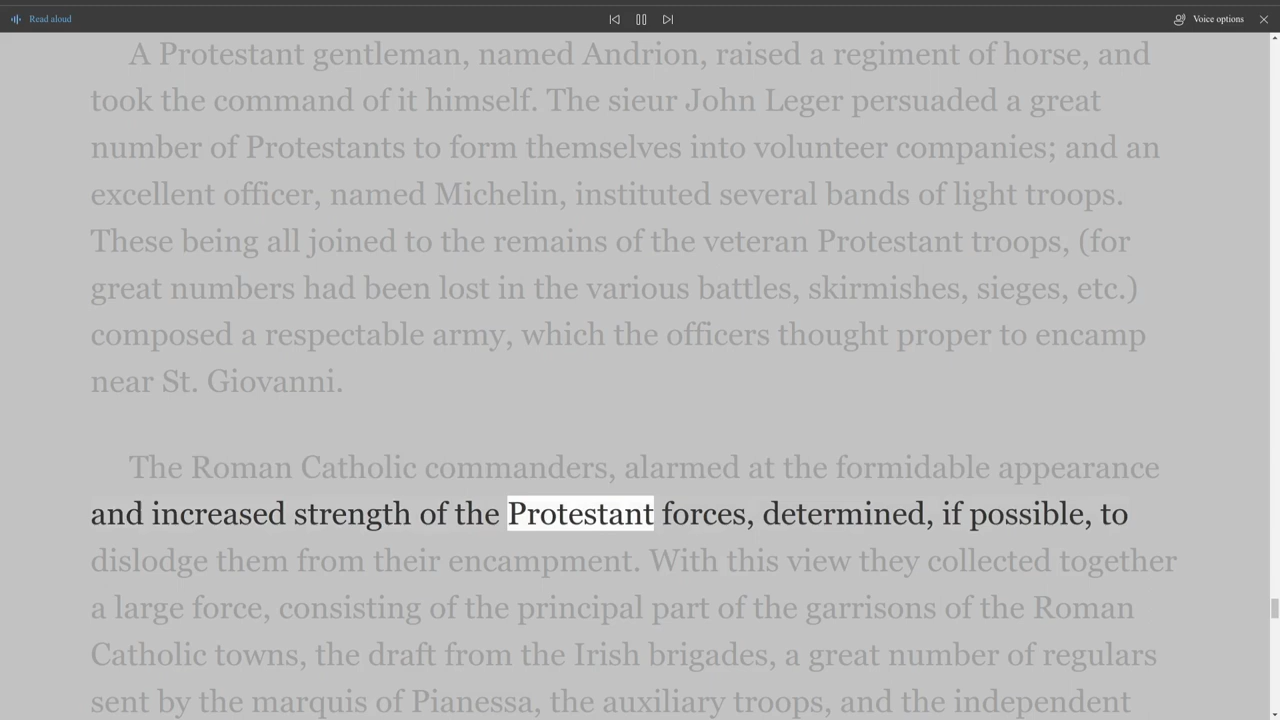 Read aloud
Voice options
A Protestant gentleman, named Andrion, raised a regiment of horse, and
took the command of it himself. The sieur John Leger persuaded a great
number of Protestants to form themselves into volunteer companies; and an
excellent officer, named Michelin, instituted several bands of light troops.
These being all joined to the remains of the veteran Protestant troops, (for
great numbers had been lost in the various battles, skirmishes, sieges, etc.)
composed a respectable army, which the officers thought proper to encamp
near St. Giovanni.
The Roman Catholic commanders, alarmed at the formidable appearance
and increased strength of the Protestant forces, determined, if possible, to
dislodge them from their encampment. With this view they collected together
a large force, consisting of the principal part of the garrisons of the Roman
Catholic towns, the draft from the Irish brigades, a great number of regulars
sent by the marquis of Pianessa, the auxiliary troops, and the independent